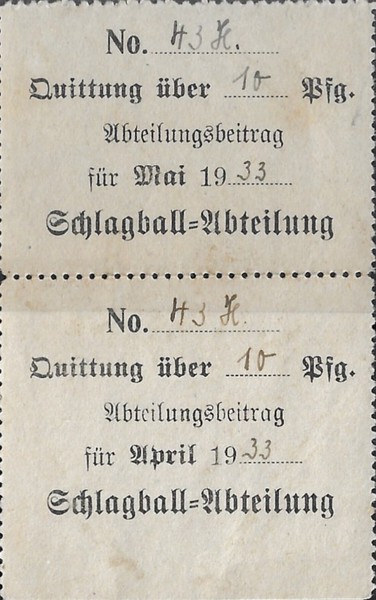 No. 43 H.
Quittung über 10 Pfg.
Abteilungsbeitrag
für Mai 1933
Schlagball=Abteilung
No. 43 H.
Quittung über 10 Pfg.
Abteilungsbeitrag
für April 1933
Schlagball=Abteilung